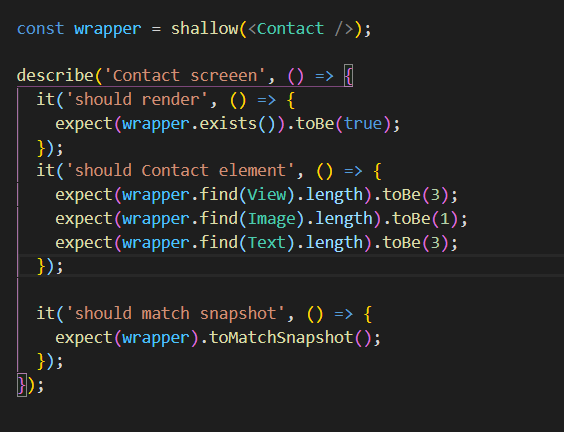 const wrapper = shallow(<Contact />);
describe('Contact screeen', () => {
it('should render', () => {
expect(wrapper.exists()).toBe(true);
});
it('should Contact element', () => {
expect(wrapper.find(View).length).toBe(3);
expect(wrapper.find(Image).length).toBe(1);
expect(wrapper.find(Text).length).toBe(3);
});
it('should match snapshot', () => {
expect(wrapper).toMatchSnapshot();
});
});